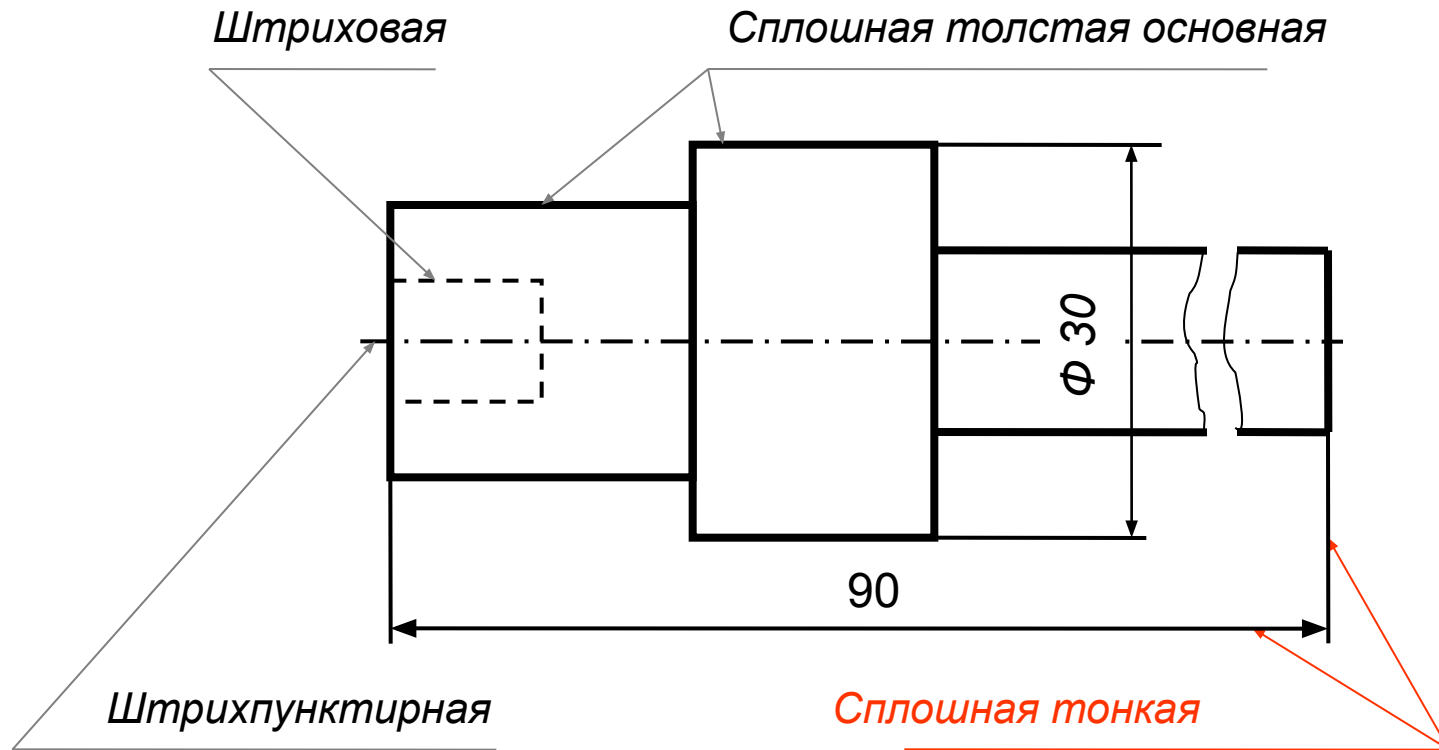 Штриховая
Сплошная толстая основная
Ф 30
90
Штрихпунктирная
Сплошная тонкая